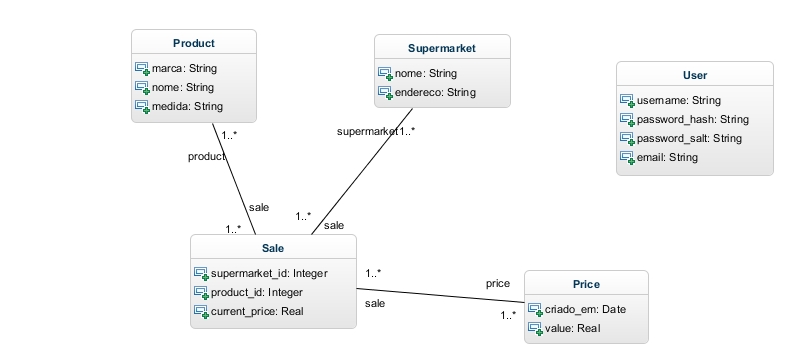 Product
marca: String
nome: String
medida: String
Supermarket
nome: String
endereco: String
User
username: String
password_hash: String
password_salt: String
email: String
1..*
product
supermarket
1..*
sale
1..*
1..*
sale
Sale
supermarket_id: Integer
product_id: Integer
current_price: Real
1..*
sale
price
1..*
Price
criado_em: Date
value: Real